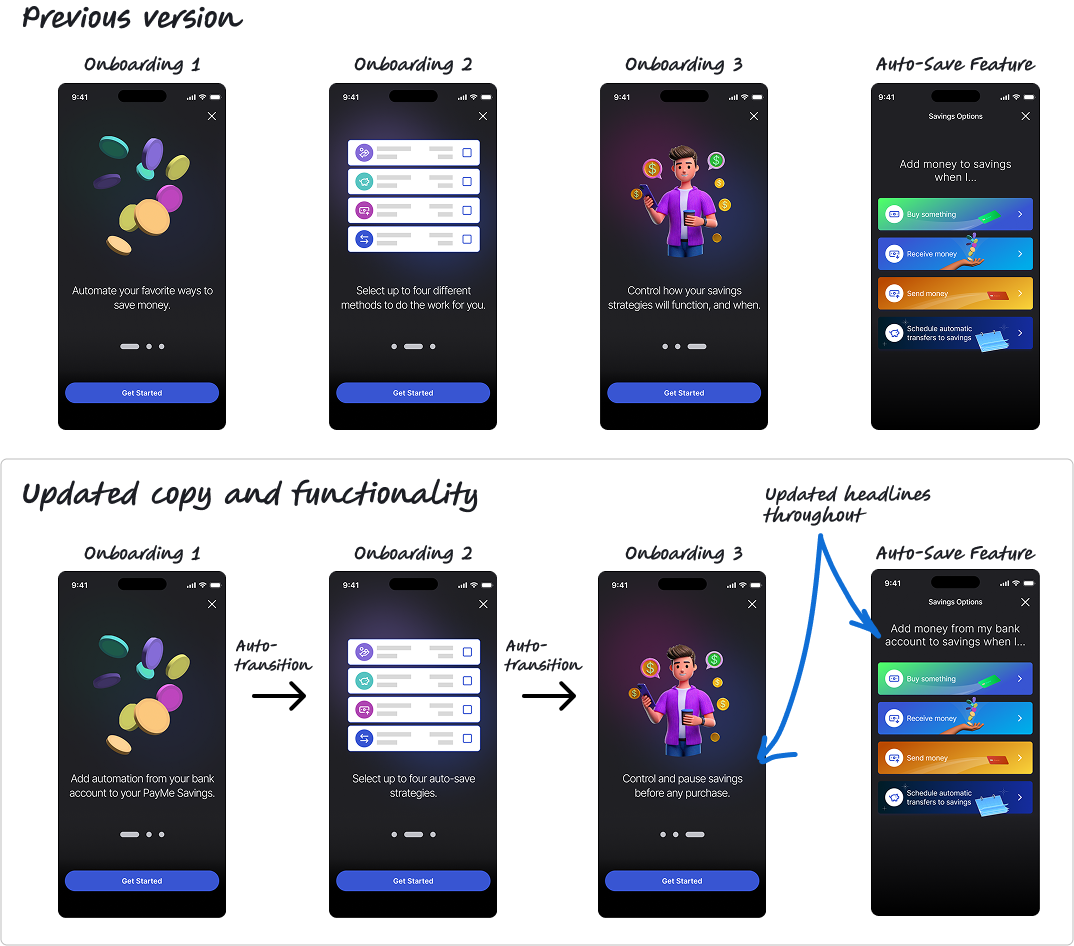 Previous version
Onboarding 1
Onboarding 2
Onboarding 3
Auto-Save Feature
9:41
Automate your favorite ways to
save money.
Get Started
9:41
Select up to four different
methods to do the work for you.
Get Started
9:41
$
$
$
$
$
Control how your savings
strategies will function, and when.
Get Started
9:41
Savings Options
Add money to savings
when I...
Buy something
Receive money
Send money
Schedule automatic
transfers to savings
Updated copy and functionality
Updated headlines
throughout
Onboarding 1
Onboarding 2
Onboarding 3
Auto-Save Feature
9:41
Add automation from your bank
account to your PayMe Savings.
Get Started
Auto-
transition
9:41
Select up to four auto-save
strategies.
Get Started
Auto-
transition
9:41
$
$
$
$
$
Control and pause savings
before any purchase.
Get Started
9:41
Savings Options
Add money from my bank
account to savings when I...
Buy something
Receive money
Send money
Schedule automatic
transfers to savings